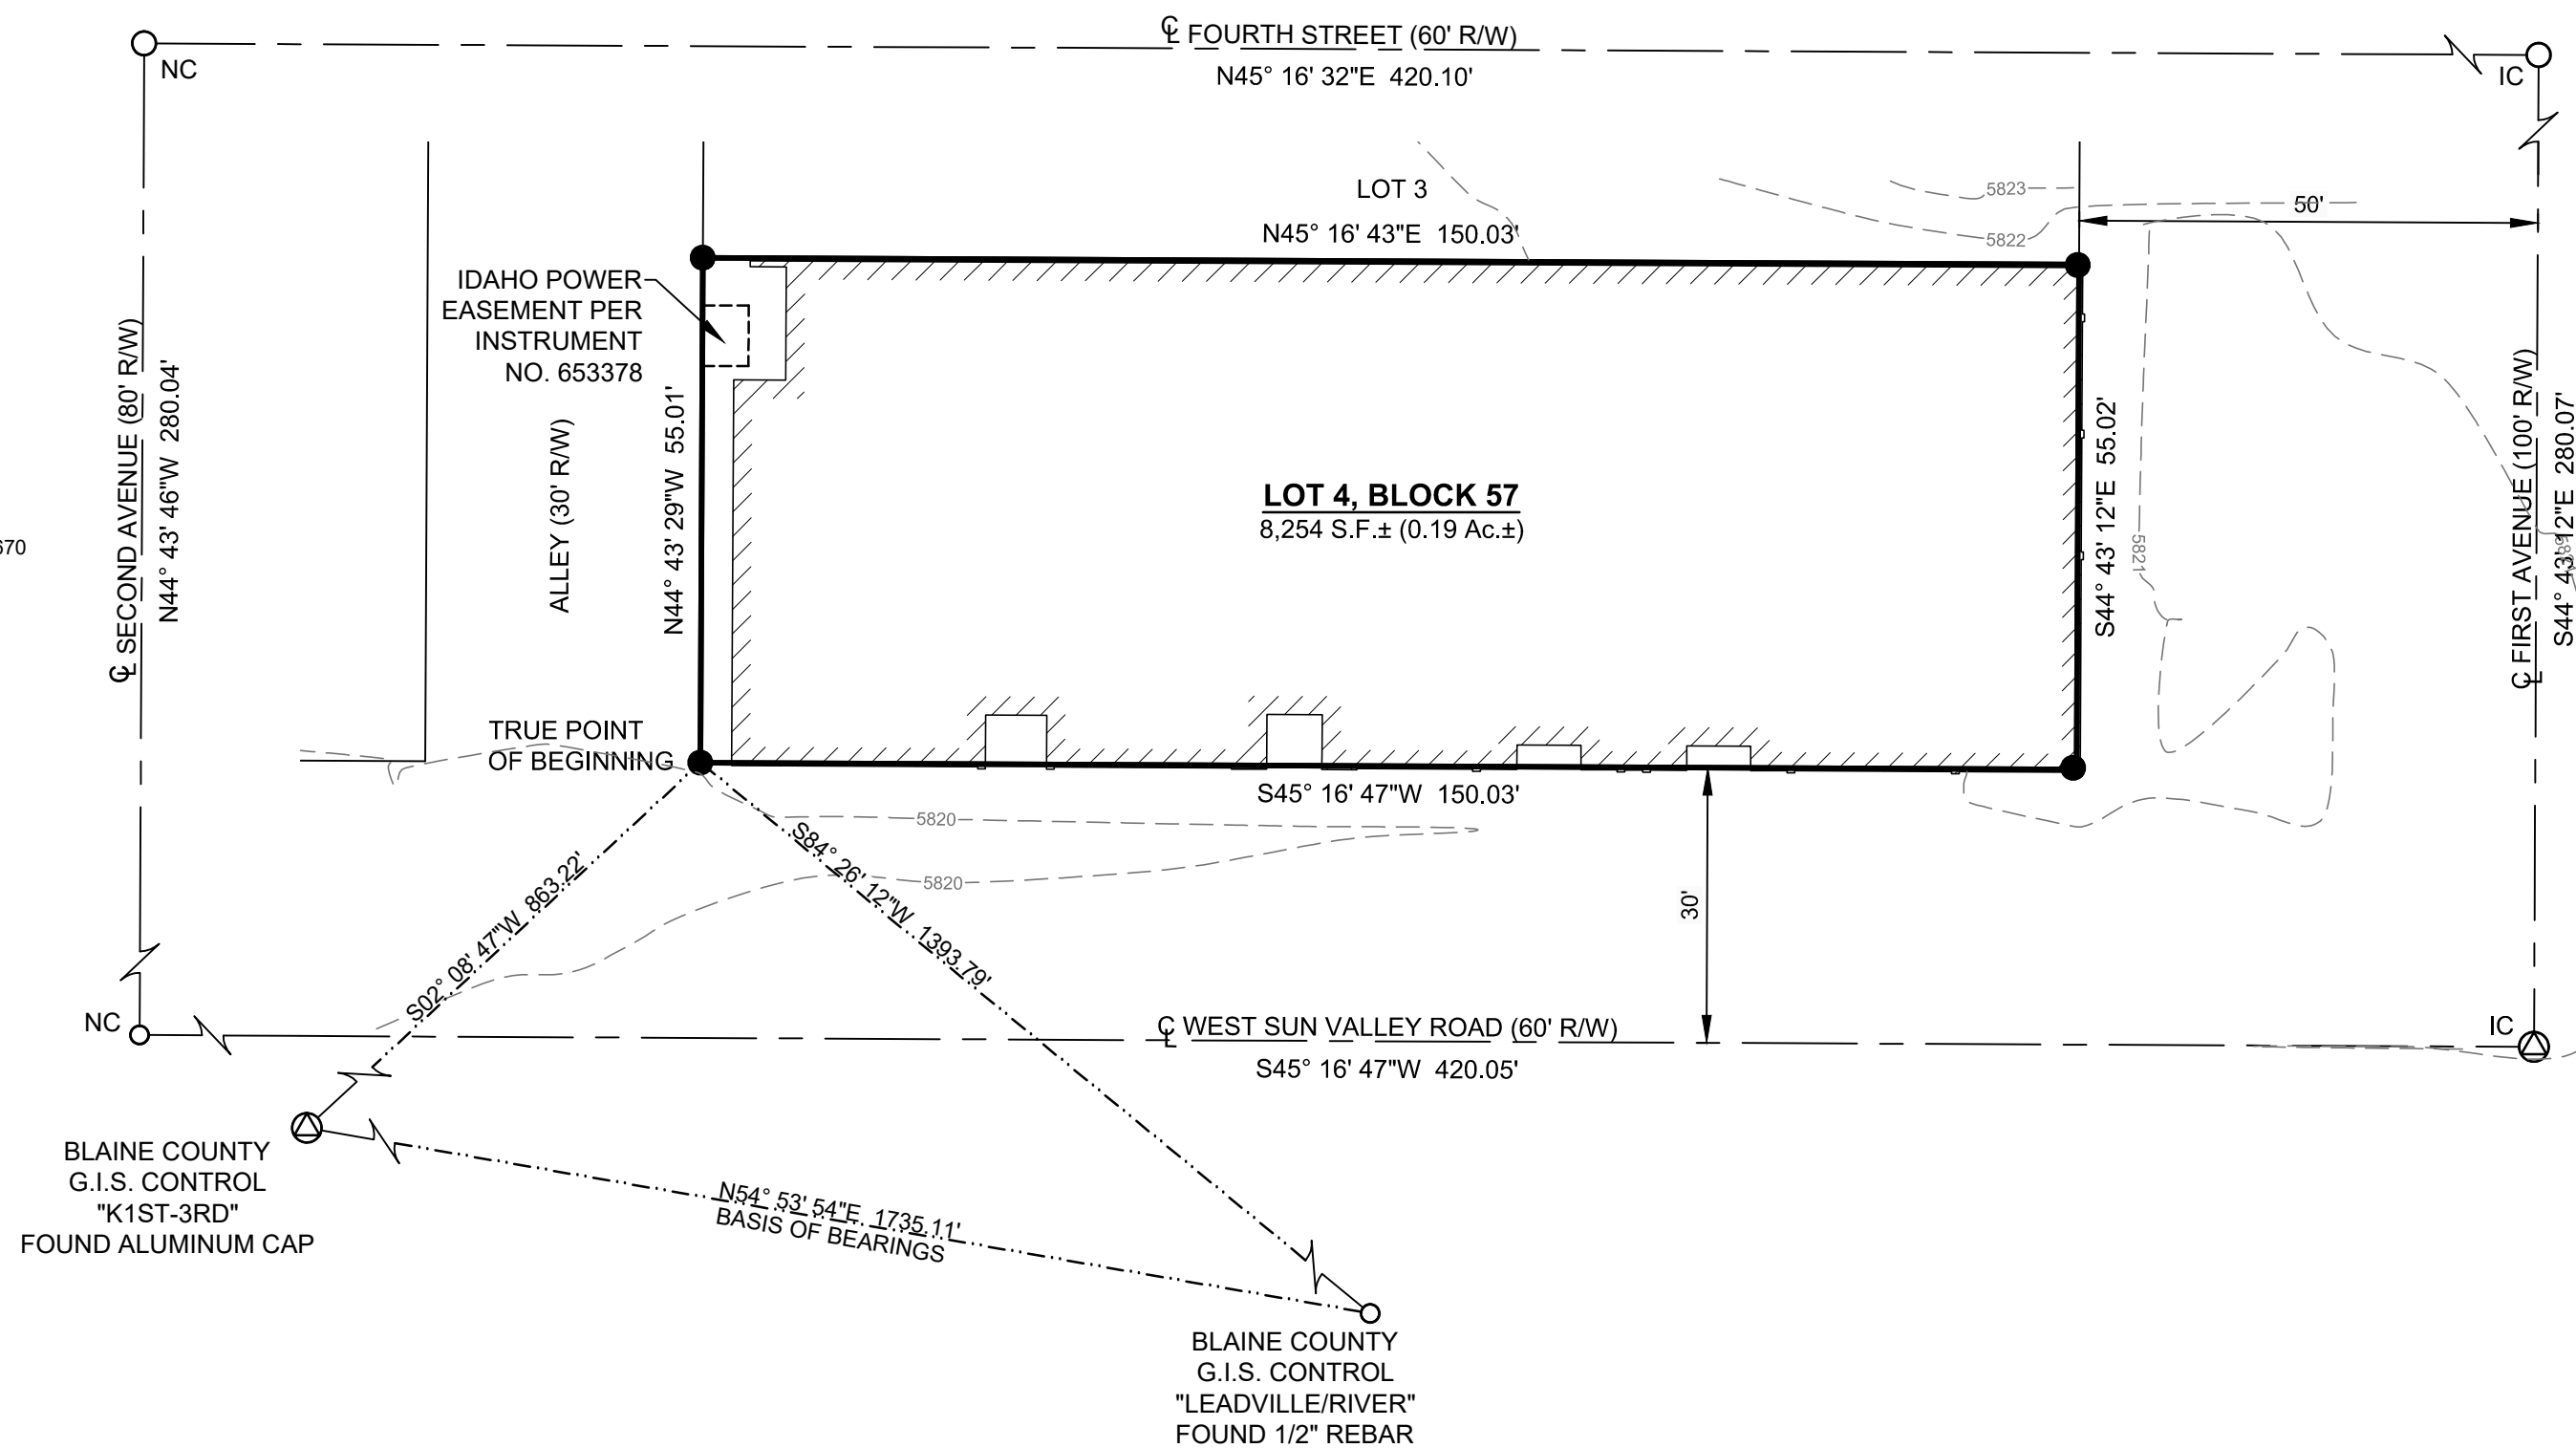 ℄ FOURTH STREET (60' R/W)
N45° 16' 32"E 420.10'
NC
IC
LOT 3
N45° 16' 43"E 150.03'
5823
5822
50'
IDAHO POWER
EASEMENT PER
INSTRUMENT
NO. 653378
℄ SECOND AVENUE (80' R/W)
N44° 43' 46"W 280.04'
ALLEY (30' R/W)
N44° 43' 29"W 55.01'
LOT 4, BLOCK 57
8,254 S.F.± (0.19 Ac.±)
S44° 43' 12"E 55.02'
5821
℄ FIRST AVENUE (100' R/W)
S44° 43' 12"E 280.07'
670
TRUE POINT
OF BEGINNING
S45° 16' 47"W 150.03'
5820
5820
30'
S02° 08' 47"W 863.22'
S84° 26' 12"W 1393.79'
NC
IC
℄ WEST SUN VALLEY ROAD (60' R/W)
S45° 16' 47"W 420.05'
BLAINE COUNTY
G.I.S. CONTROL
"K1ST-3RD"
FOUND ALUMINUM CAP
N54° 53' 54"E 1735.11'
BASIS OF BEARINGS
BLAINE COUNTY
G.I.S. CONTROL
"LEADVILLE/RIVER"
FOUND 1/2" REBAR